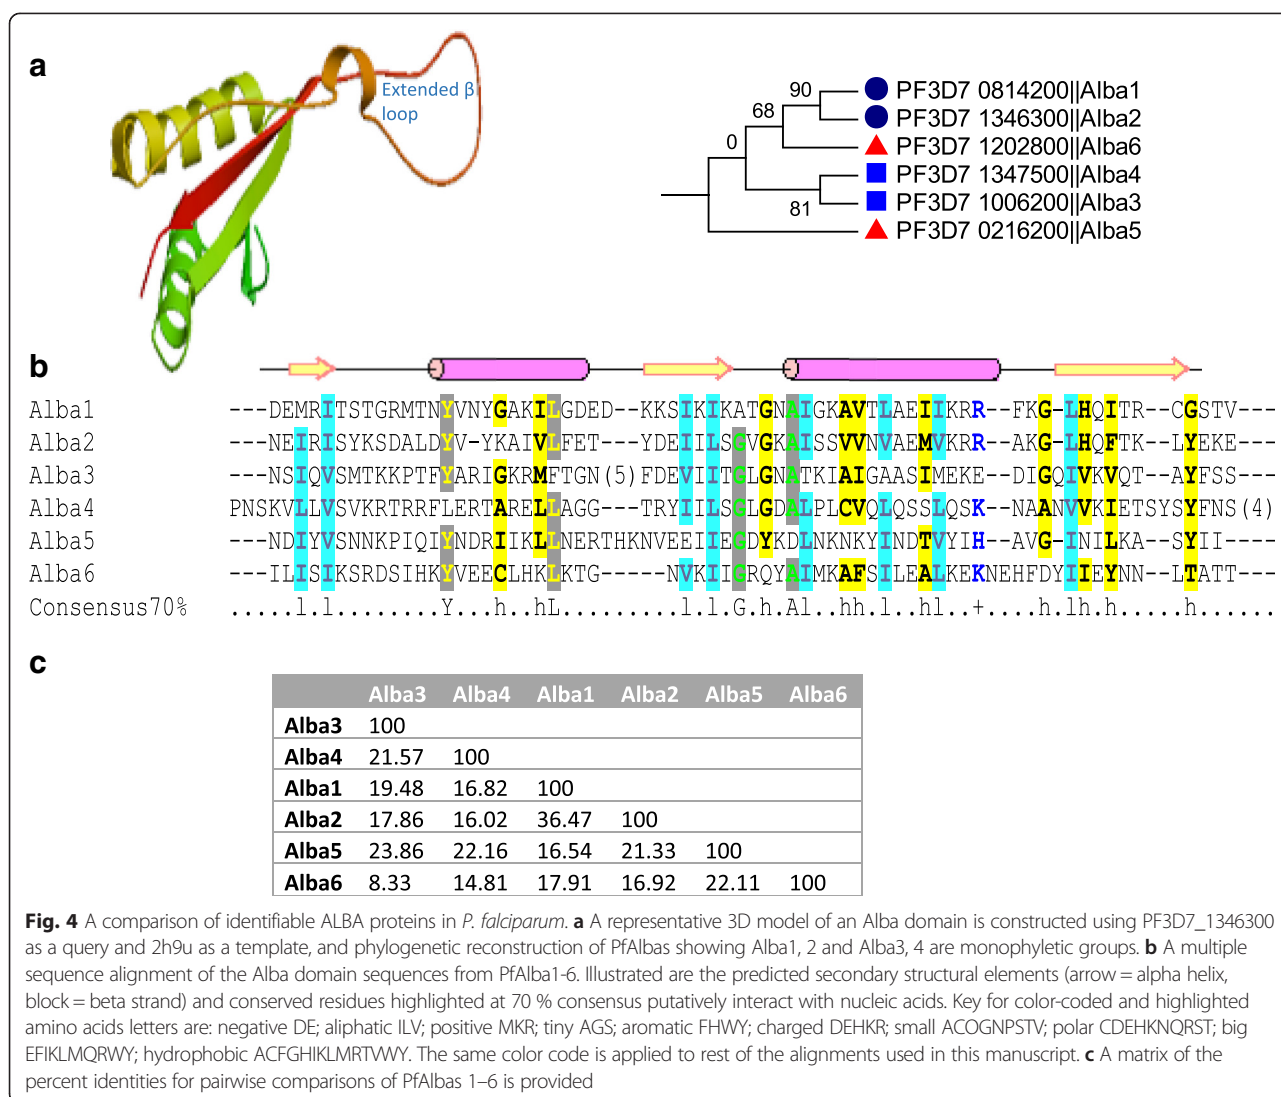 a
Extended β
loop
90
68
0
81
PF3D7 0814200||Alba1
PF3D7 1346300||Alba2
PF3D7 1202800||Alba6
PF3D7 1347500||Alba4
PF3D7 1006200||Alba3
PF3D7 0216200||Alba5
b
Alba1 ---DEMRITSTGRMTNYVNYGAKILGDED--KKSIKIKATGNAIGKAVTLAEIIKRR--FKG-LHQITR--CGSTV---
Alba2 ---NEIRISYKSDALDYV-YKAIVLFET---YDEIILSGVGKAISSVVNVAEMVKRR--AKG-LHQFTK--LYEKE---
Alba3 ---NSIQVSMTKKPTFYARIGKRMFTGN(5)FDEVIITGLGNATKIAIGAASIMEKE--DIGQIVKVQT--AYFSS---
Alba4 PNSKVLLVSVKRTRRFLERTARELLAGG---TRYIILSGLGDALPLCVQLQSSLQSK--NAANVVKIETSYSYFNS(4)
Alba5 ---NDIYVSNNKPIQIYNDRIIKLLNERTHKNVEEIIEGDYKDLNKNKYINDTVYIH--AVG-INILKA--SYII----
Alba6 ---ILISIKSRDSIHKYVEECLHKLKTG----NVKIIGRQYAIMKAFSILEALKEKNEHFDYIIEYNN--LTATT---
Consensus70% .....l.l........Y...h..hL.........l.l.G.h.Al..hh.l..hl..+....h.lh.h.....h......
c
Alba3 Alba4 Alba1 Alba2 Alba5 Alba6
Alba3 100
Alba4 21.57 100
Alba1 19.48 16.82 100
Alba2 17.86 16.02 36.47 100
Alba5 23.86 22.16 16.54 21.33 100
Alba6 8.33 14.81 17.91 16.92 22.11 100
Fig. 4 A comparison of identifiable ALBA proteins in P. falciparum. a A representative 3D model of an Alba domain is constructed using PF3D7_1346300
as a query and 2h9u as a template, and phylogenetic reconstruction of PfAlbas showing Alba1, 2 and Alba3, 4 are monophyletic groups. b A multiple
sequence alignment of the Alba domain sequences from PfAlba1-6. Illustrated are the predicted secondary structural elements (arrow = alpha helix,
block = beta strand) and conserved residues highlighted at 70 % consensus putatively interact with nucleic acids. Key for color-coded and highlighted
amino acids letters are: negative DE; aliphatic ILV; positive MKR; tiny AGS; aromatic FHWY; charged DEHKR; small ACOGNPSTV; polar CDEHKNQRST; big
EFIKLMQRWY; hydrophobic ACFGHIKLMRTVWY. The same color code is applied to rest of the alignments used in this manuscript. c A matrix of the
percent identities for pairwise comparisons of PfAlbas 1–6 is provided